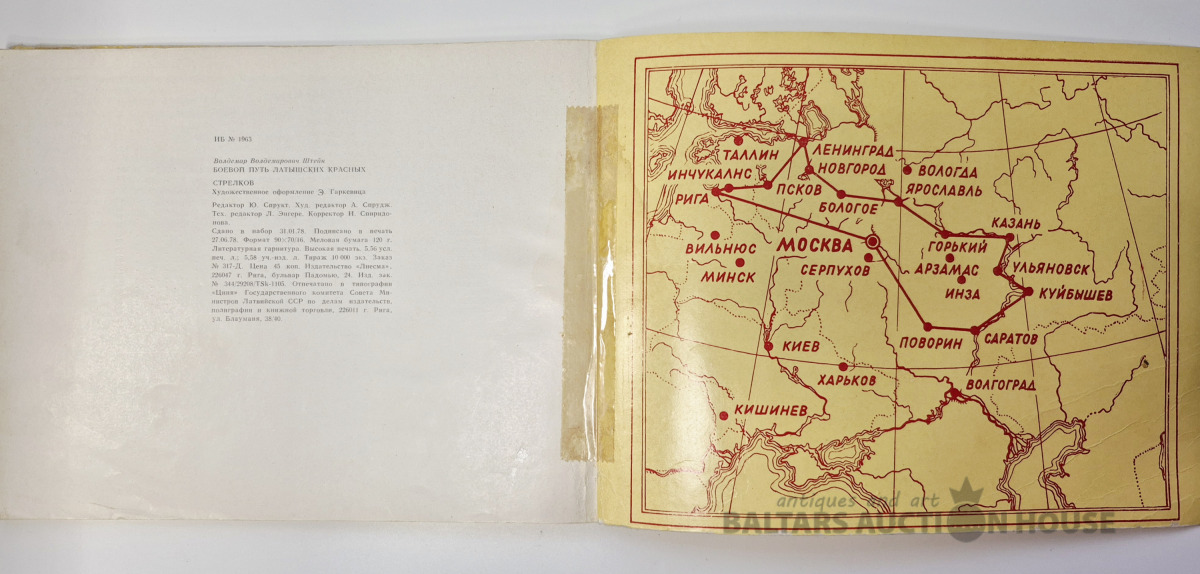 НБ № 1963
Волдемар Волдемарович Штейн
БОЕВОЙ ПУТЬ ЛАТЫШСКИХ КРАСНЫХ
СТРЕЛКОВ
Художественное оформление Э. Горкевица
Редактор Ю. Спрукт. Худ. редактор А. Спрудж.
Тех. редактор Л. Энгере. Корректор И. Свиридо-
нова.
Сдано в набор 31.01.78. Подписано в печать
27.06.78. Формат 90×70/16. Меловая бумага 120 г.
Литературная гарнитура. Высокая печать. 5,56 усл.
печ. л.; 5,58 уч.-изд. л. Тираж 10 000 экз. Заказ
№ 317-Д. Цена 45 коп. Издательство «Лиесма»,
226047 г. Рига, бульвар Падомью, 24. Изд. зак.
№ 344/29208/TSk-1105. Отпечатано в типографии
«Циня» Государственного комитета Совета Ми-
нистров Латвийской ССР по делам издательств,
полиграфии и книжной торговли, 226011 г. Рига,
ул. Блауманя, 38/40.
ТАЛЛИН
ЛЕНИНГРАД
НОВГОРОД
ВОЛОГДА
ИНЧУКАЛНС
ПСКОВ
ЯРОСЛАВЛЬ
РИГА
БОЛОГОЕ
КАЗАНЬ
ВИЛЬНЮС
МОСКВА
ГОРЬКИЙ
МИНСК
СЕРПУХОВ
АРЗАМАС
УЛЬЯНОВСК
ИНЗА
КУЙБЫШЕВ
КИЕВ
ПОВОРИН
САРАТОВ
ХАРЬКОВ
ВОЛГОГРАД
КИШИНЕВ
antiques and art
BALTARS AUCTION HOUSE